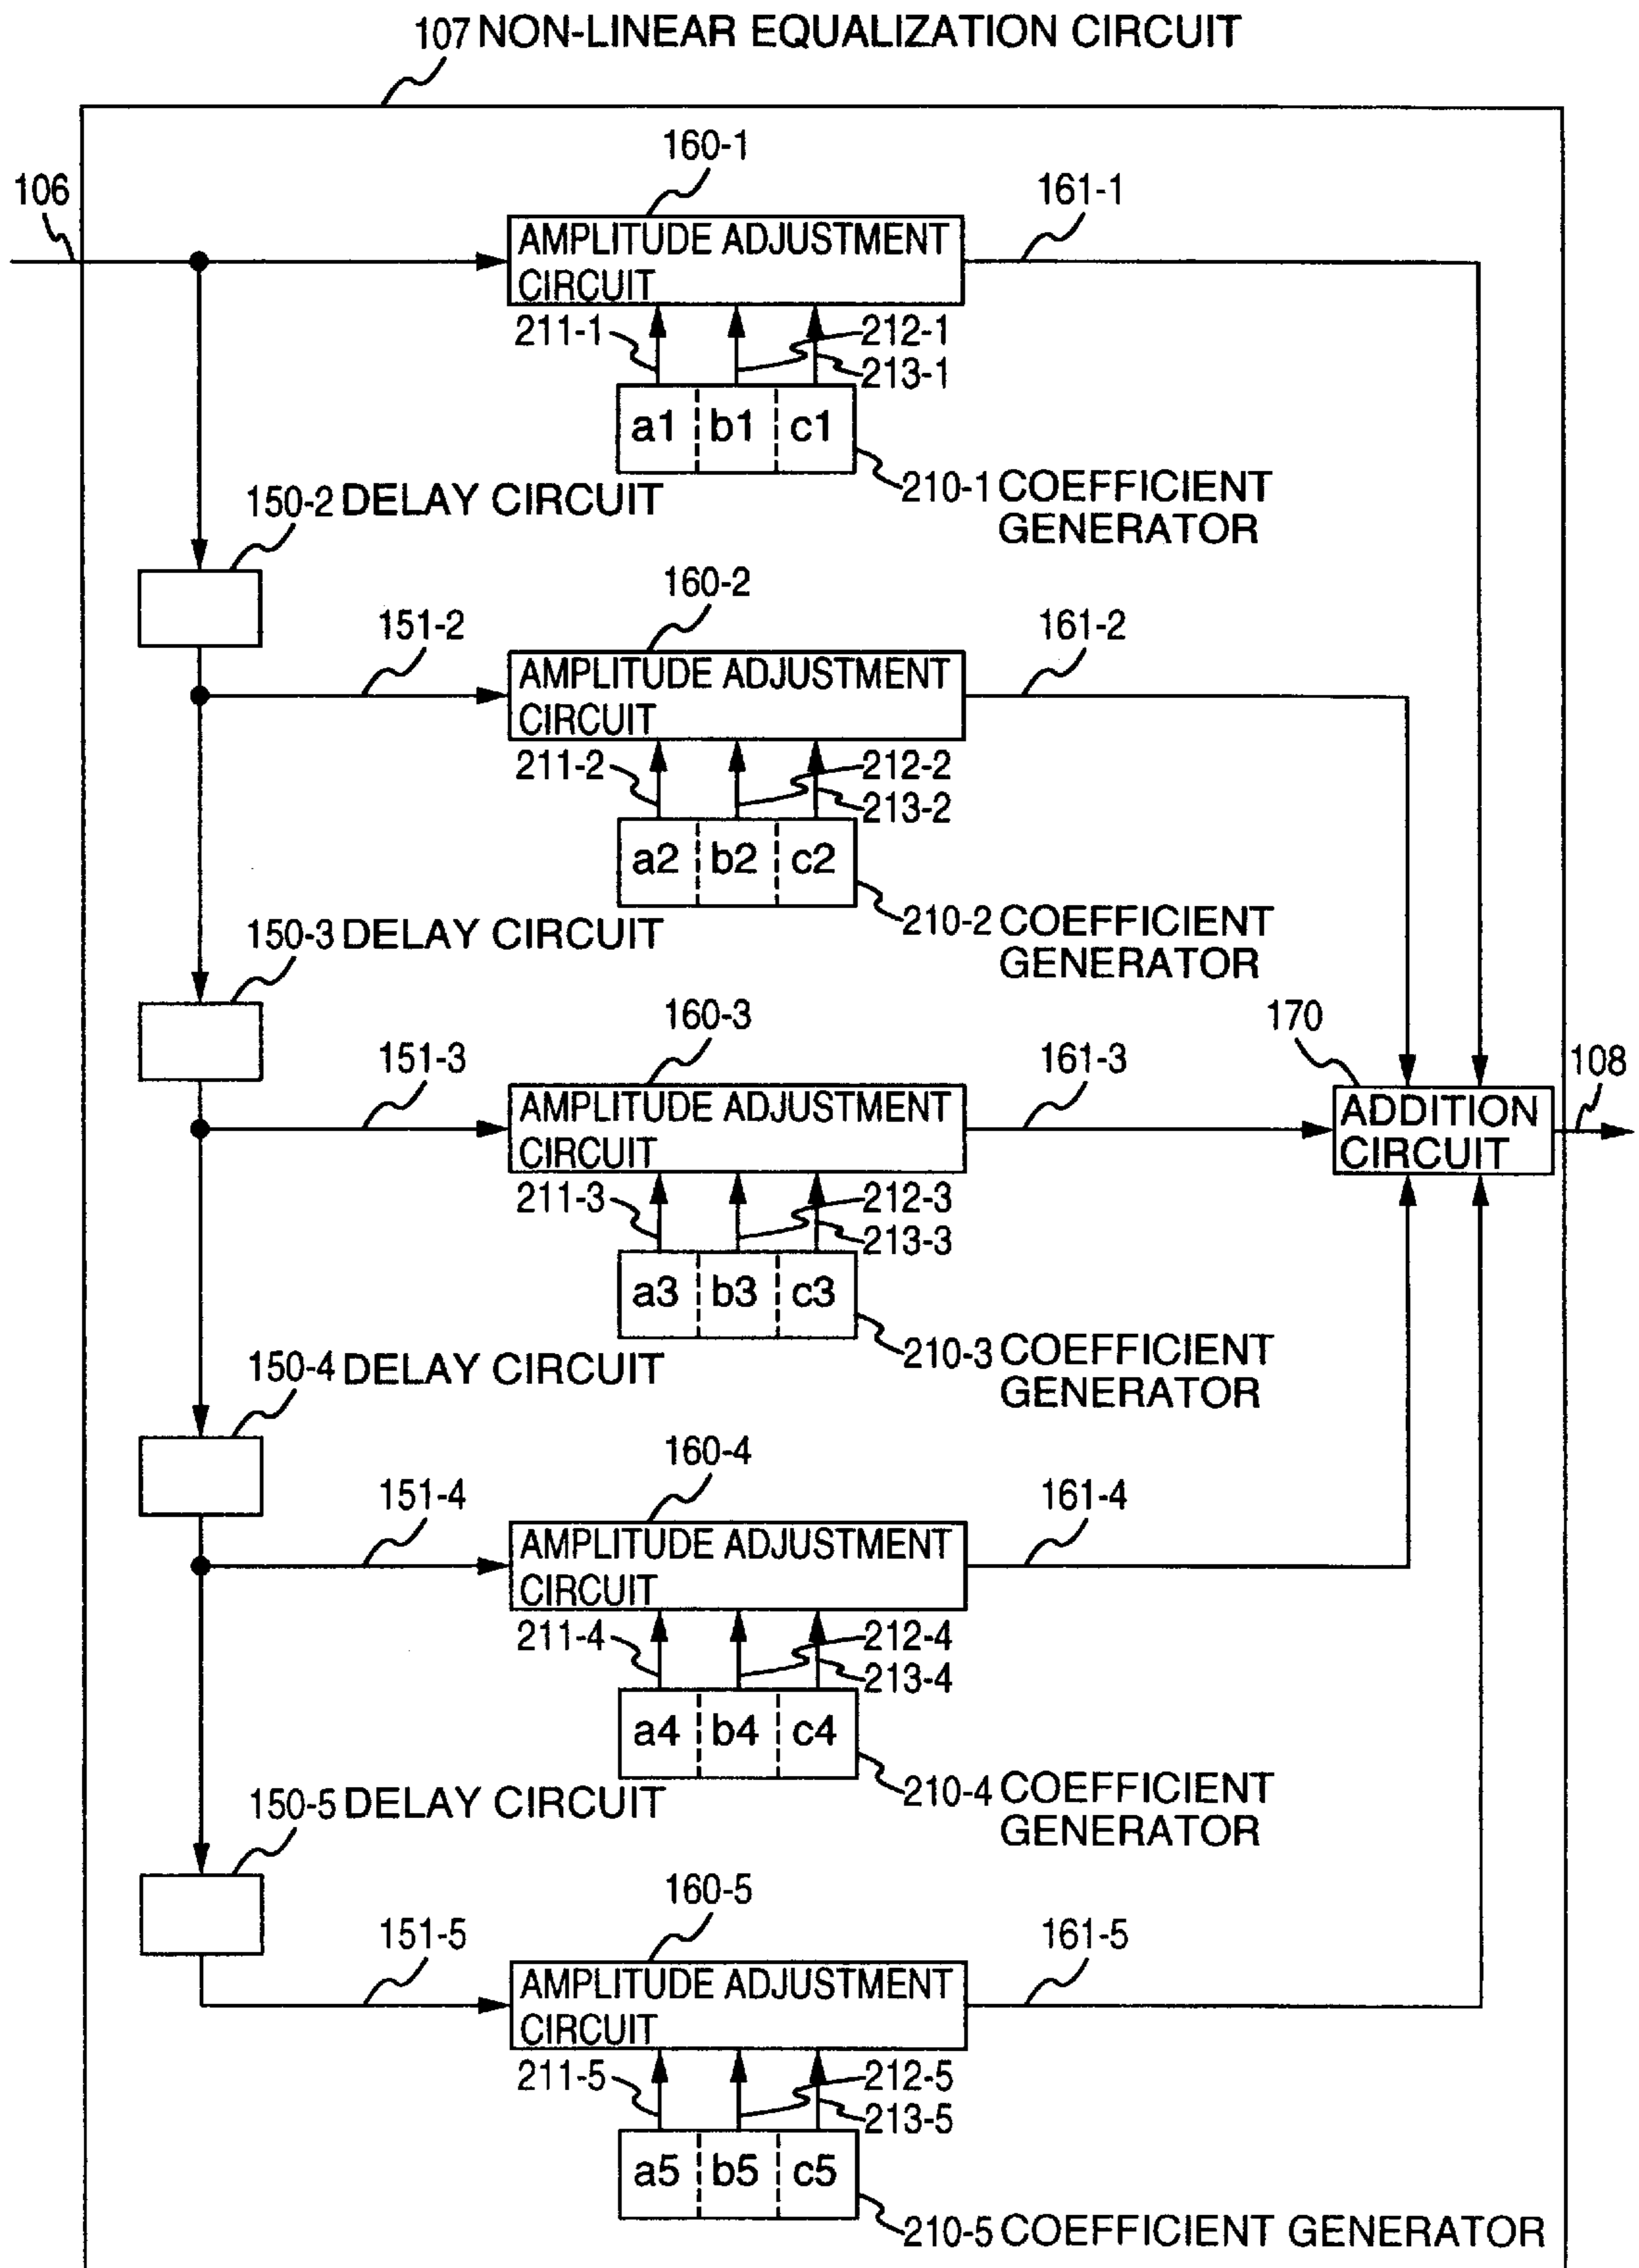 107 NON-LINEAR EQUALIZATION CIRCUIT
160-1
106
161-1
AMPLITUDE ADJUSTMENT
CIRCUIT
211-1
212-1
213-1
a1 b1 c1
150-2 DELAY CIRCUIT
210-1 COEFFICIENT
GENERATOR
160-2
151-2
161-2
AMPLITUDE ADJUSTMENT
CIRCUIT
211-2
212-2
213-2
a2 b2 c2
150-3 DELAY CIRCUIT
210-2 COEFFICIENT
GENERATOR
160-3
170
151-3
161-3
108
AMPLITUDE ADJUSTMENT
CIRCUIT
ADDITION
CIRCUIT
211-3
212-3
213-3
a3 b3 c3
150-4 DELAY CIRCUIT
210-3 COEFFICIENT
GENERATOR
160-4
151-4
161-4
AMPLITUDE ADJUSTMENT
CIRCUIT
211-4
212-4
213-4
a4 b4 c4
150-5 DELAY CIRCUIT
210-4 COEFFICIENT
GENERATOR
160-5
151-5
161-5
AMPLITUDE ADJUSTMENT
CIRCUIT
211-5
212-5
213-5
a5 b5 c5
210-5 COEFFICIENT GENERATOR